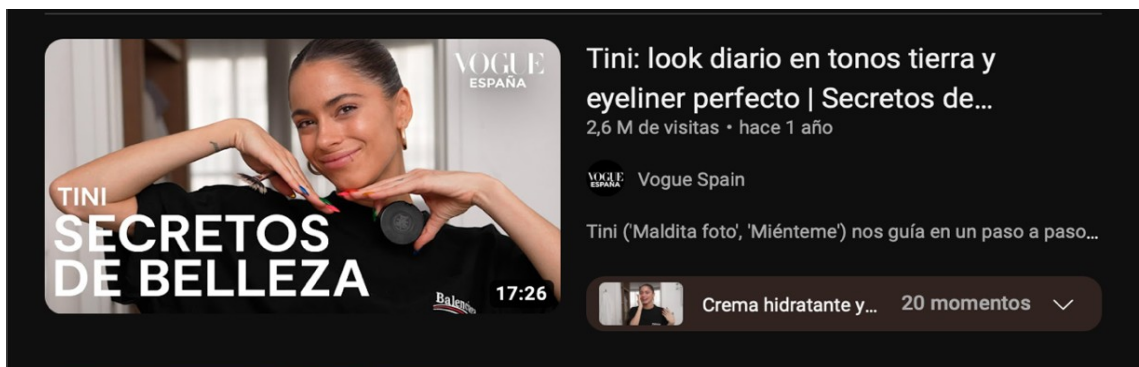 VOGUE
ESPAÑA
TINI
SECRETOS
DE BELLEZA
17:26
Tini: look diario en tonos tierra y
eyeliner perfecto | Secretos de...
2,6 M de visitas • hace 1 año
VOGUE
ESPAÑA
Vogue Spain
Tini ('Maldita foto', 'Miénteme') nos guía en un paso a paso...
Crema hidratante y... 20 momentos